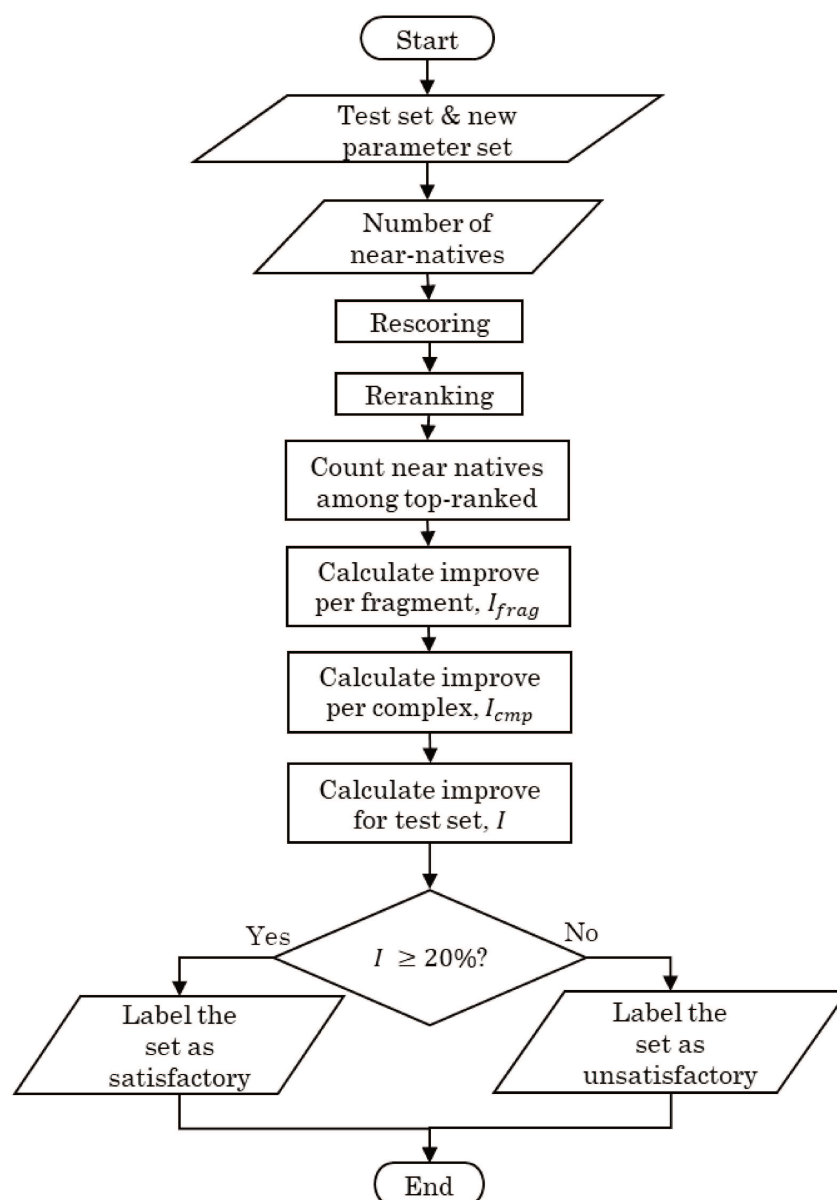 Start
Test set & new
parameter set
Number of
near-natives
Rescoring
Reranking
Count near natives
among top-ranked
Calculate improve
per fragment, I_frag
Calculate improve
per complex, I_cmp
Calculate improve
for test set, I
Yes
No
I ≥ 20%?
Label the
set as
satisfactory
Label the
set as
unsatisfactory
End